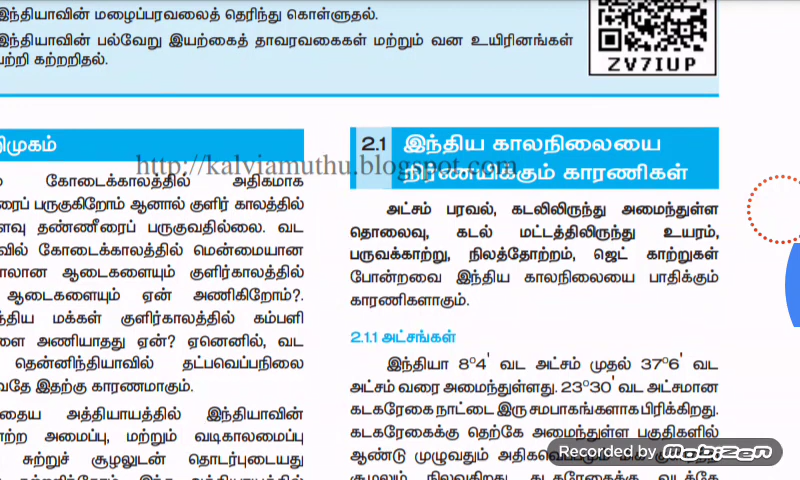 இந்தியாவின் மழைப்பரவலைத் தெரிந்து கொள்ளுதல்.
இந்தியாவின் பல்வேறு இயற்கைத் தாவரவகைகள் மற்றும் வன உயிரினங்கள்
பற்றி கற்றறிதல்.
ZV7IUP
கோடைக்காலத்தில் அதிகமாக
பருகுகிறோம் ஆனால் குளிர் காலத்தில்
தண்ணீரைப் பருகுவதில்லை. வட
கோடைக்காலத்தில் மென்மையான
ஆடைகளையும் குளிர்காலத்தில்
ஆடைகளையும் ஏன் அணிகிறோம்?.
மக்கள் குளிர்காலத்தில் கம்பளி
அணியாதது ஏன்? ஏனெனில், வட
தென்னிந்தியாவில் தட்பவெப்பநிலை
இதற்கு காரணமாகும்.
அத்தியாயத்தில் இந்தியாவின்
அமைப்பு, மற்றும் வடிகாலமைப்பு
சுற்றுச் சூழலுடன் தொடர்புடையது
http://kalviamuthu.blogspot.com
2.1 இந்திய காலநிலையை
நிர்ணயிக்கும் காரணிகள்
அட்சம் பரவல், கடலிலிருந்து அமைந்துள்ள
தொலைவு, கடல் மட்டத்திலிருந்து உயரம்,
பருவக்காற்று, நிலத்தோற்றம், ஜெட் காற்றுகள்
போன்றவை இந்திய காலநிலையை பாதிக்கும்
காரணிகளாகும்.
2.1.1 அட்சங்கள்
இந்தியா 8°4' வட அட்சம் முதல் 37°6' வட
அட்சம் வரை அமைந்துள்ளது. 23°30' வட அட்சமான
கடகரேகை நாட்டை இரு சமபாகங்களாக பிரிக்கிறது.
கடகரேகைக்கு தெற்கே அமைந்துள்ள பகுதிகளில்
ஆண்டு முழுவதும்
Recorded by mobizen